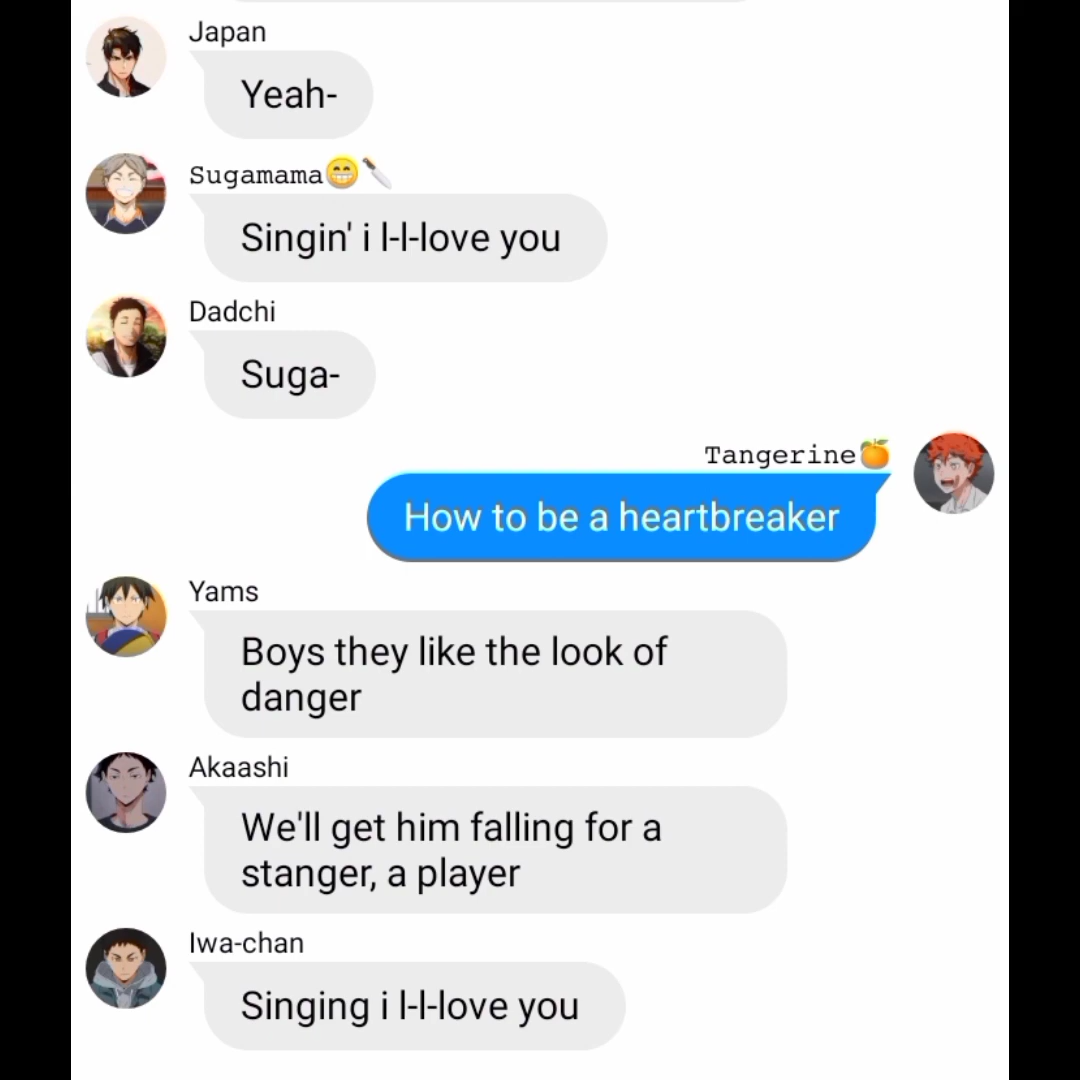 Japan
Yeah-
Sugamama😁🔪
Singin' i l-l-love you
Dadchi
Suga-
Tangerine🍊
How to be a heartbreaker
Yams
Boys they like the look of
danger
Akaashi
We'll get him falling for a
stanger, a player
Iwa-chan
Singing i l-l-love you